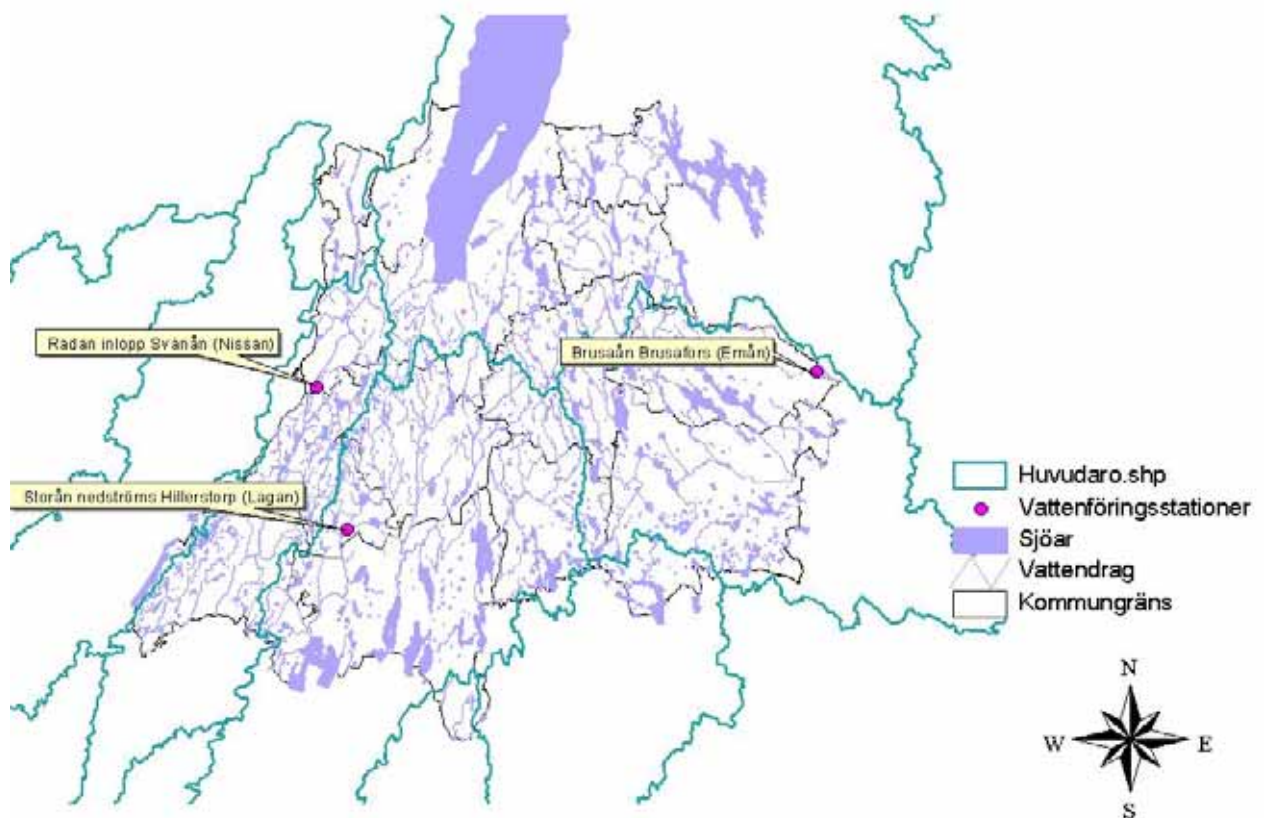 Radan inlopp Svanån (Nissan)
Brusaån Brusafors (Emån)
Storån nedströms Hillerstorp (Lagan)
Huvudaro.shp
Vattenföringsstationer
Sjöar
Vattendrag
Kommungräns
N
W E
S